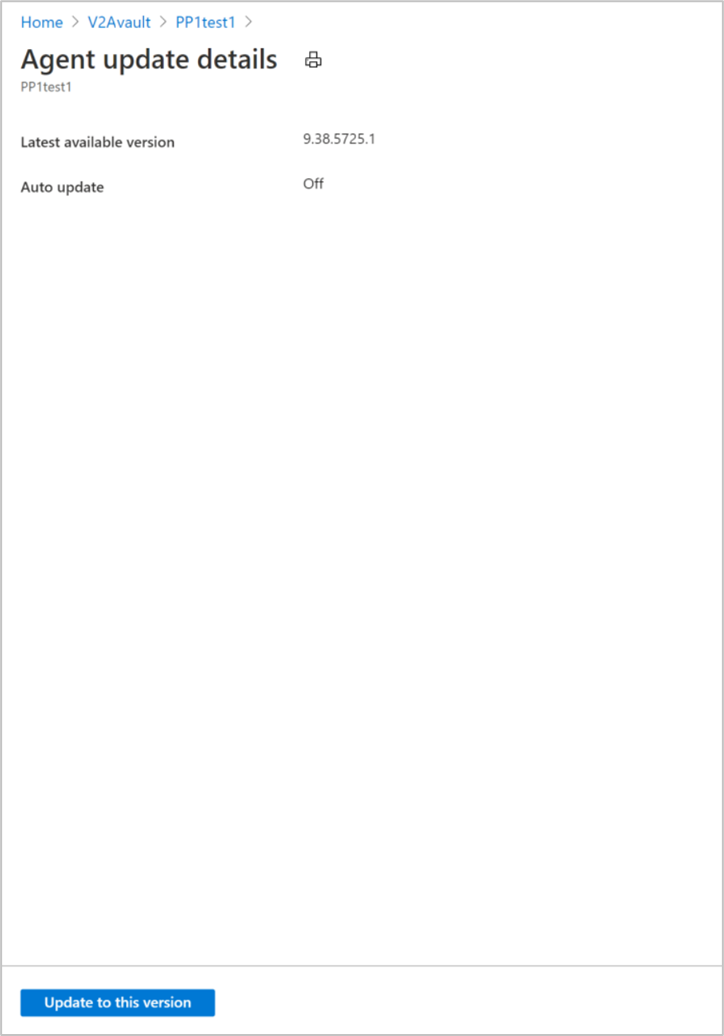 Home > V2Avault > PP1test1 >
Agent update details
PP1test1
Latest available version 9.38.5725.1
Auto update Off
Update to this version